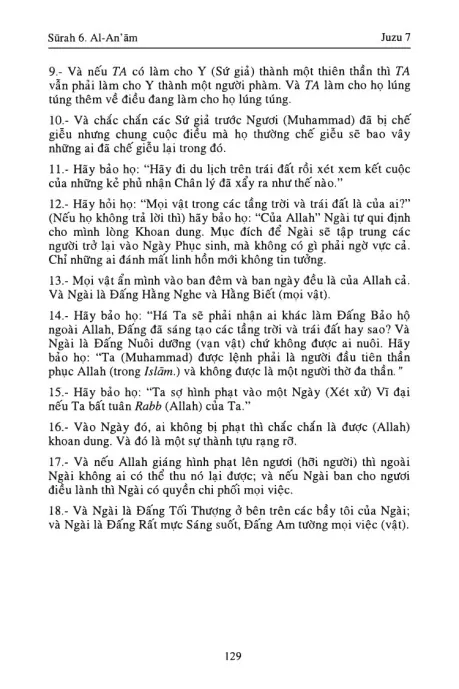 Sūrah 6. Al-An’ām Juzu 7
9.- Và nếu TA có làm cho Y (Sứ giả) thành một thiên thần thì TA
vẫn phải làm cho Y thành một người phàm. Và TA làm cho họ lúng
túng thêm về điều đang làm cho họ lúng túng.
10.- Và chắc chắn các Sứ giả trước Ngươi (Muhammad) đã bị chế
giễu nhưng chung cuộc điều mà họ thường chế giễu sẽ bao vây
những ai đã chế giễu lại trong đó.
11.- Hãy bảo họ: “Hãy đi du lịch trên trái đất rồi xét xem kết cuộc
của những kẻ phủ nhận Chân lý đã xẩy ra như thế nào.”
12.- Hãy hỏi họ: “Mọi vật trong các tầng trời và trái đất là của ai?”
(Nếu họ không trả lời thì) hãy bảo họ: “Của Allah” Ngài tự qui định
cho mình lòng Khoan dung. Mục đích để Ngài sẽ tập trung các
người trở lại vào Ngày Phục sinh, mà không có gì phải ngờ vực cả.
Chỉ những ai đánh mất linh hồn mới không tin tưởng.
13.- Mọi vật ẩn mình vào ban đêm và ban ngày đều là của Allah cả.
Và Ngài là Đấng Hằng Nghe và Hằng Biết (mọi vật).
14.- Hãy bảo họ: “Há Ta sẽ phải nhận ai khác làm Đấng Bảo hộ
ngoài Allah, Đấng đã sáng tạo các tầng trời và trái đất hay sao? Và
Ngài là Đấng Nuôi dưỡng (vạn vật) chứ không được ai nuôi. Hãy
bảo họ: “Ta (Muhammad) được lệnh phải là người đầu tiên thần
phục Allah (trong Islām.) và không được là một người thờ đa thần."
15.- Hãy bảo họ: “Ta sợ hình phạt vào một Ngày (Xét xử) Vĩ đại
nếu Ta bất tuân Rabb (Allah) của Ta.”
16.- Vào Ngày đó, ai không bị phạt thì chắc chắn là được (Allah)
khoan dung. Và đó là một sự thành tựu rạng rỡ.
17.- Và nếu Allah giáng hình phạt lên ngươi (hỡi người) thì ngoài
Ngài không ai có thể thu nó lại được; và nếu Ngài ban cho ngươi
điều lành thì Ngài có quyền chi phối mọi việc.
18.- Và Ngài là Đấng Tối Thượng ở bên trên các bầy tôi của Ngài;
và Ngài là Đấng Rất mực Sáng suốt, Đấng Am tường mọi việc (vật).
129